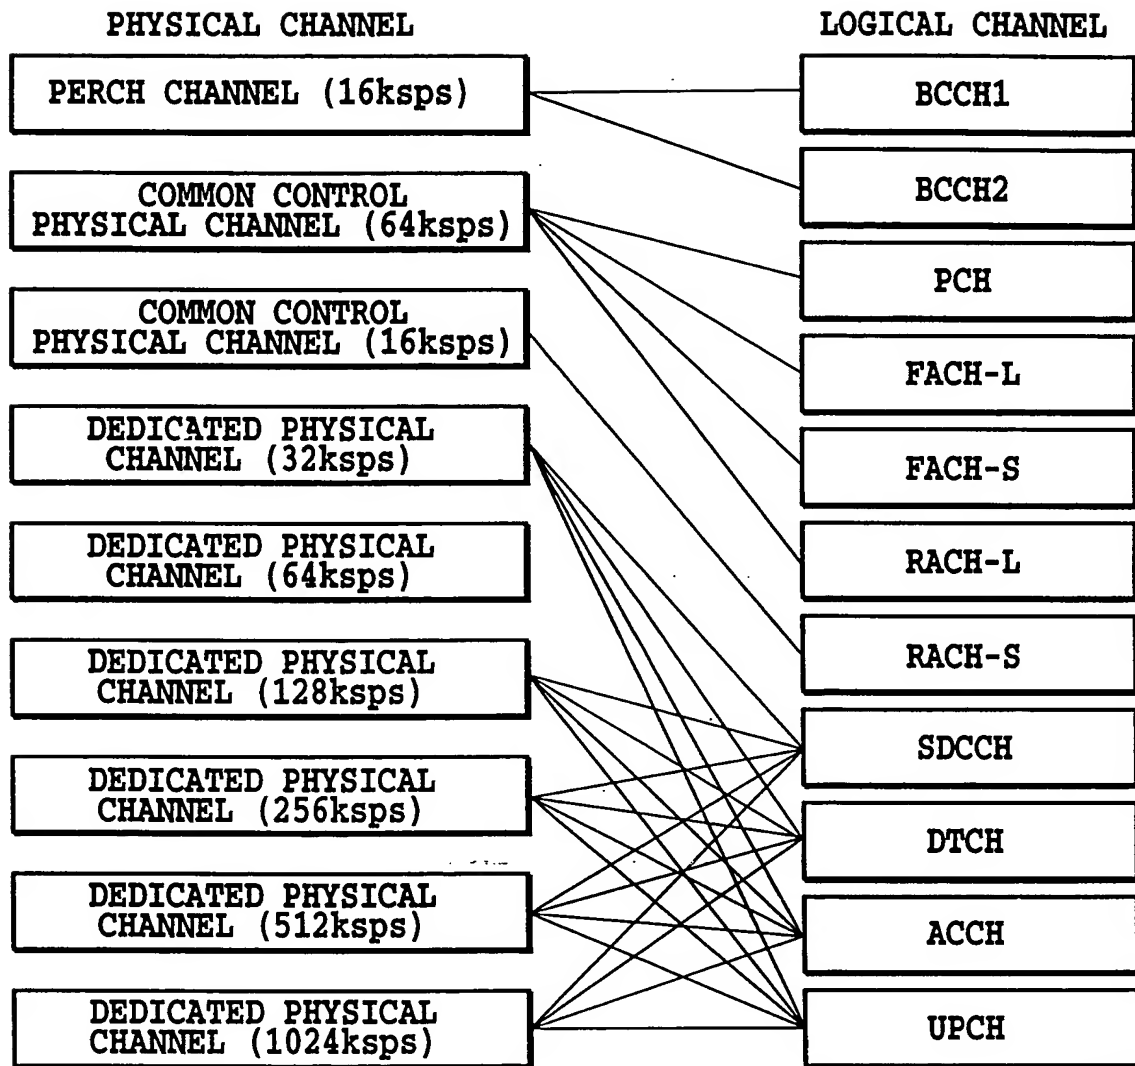 PHYSICAL CHANNEL
LOGICAL CHANNEL
PERCH CHANNEL (16ksps)
COMMON CONTROL
PHYSICAL CHANNEL (64ksps)
COMMON CONTROL
PHYSICAL CHANNEL (16ksps)
DEDICATED PHYSICAL
CHANNEL (32ksps)
DEDICATED PHYSICAL
CHANNEL (64ksps)
DEDICATED PHYSICAL
CHANNEL (128ksps)
DEDICATED PHYSICAL
CHANNEL (256ksps)
DEDICATED PHYSICAL
CHANNEL (512ksps)
DEDICATED PHYSICAL
CHANNEL (1024ksps)
BCCH1
BCCH2
PCH
FACH-L
FACH-S
RACH-L
RACH-S
SDCCH
DTCH
ACCH
UPCH